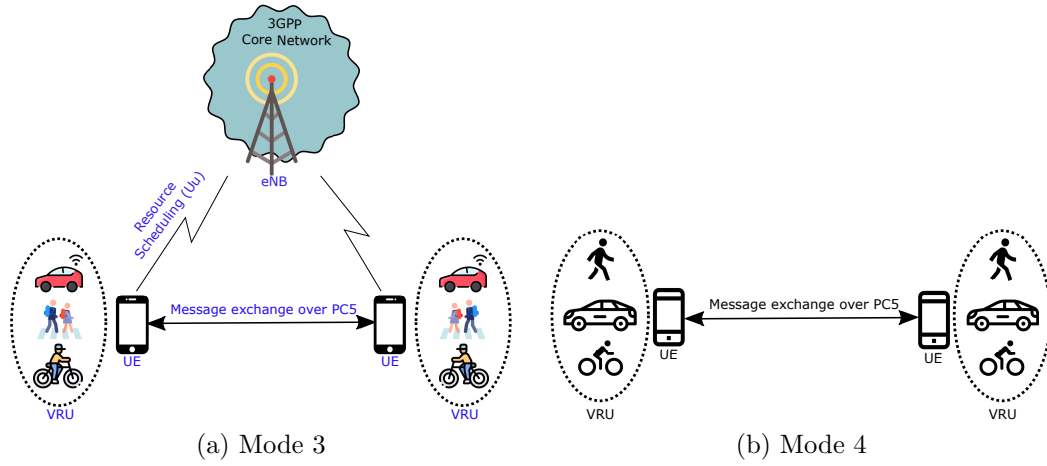 3GPP
Core Network
eNB
Resource
Scheduling (Uu)
Message exchange over PC5
UE
UE
VRU
VRU
(a) Mode 3
Message exchange over PC5
UE
UE
VRU
VRU
(b) Mode 4